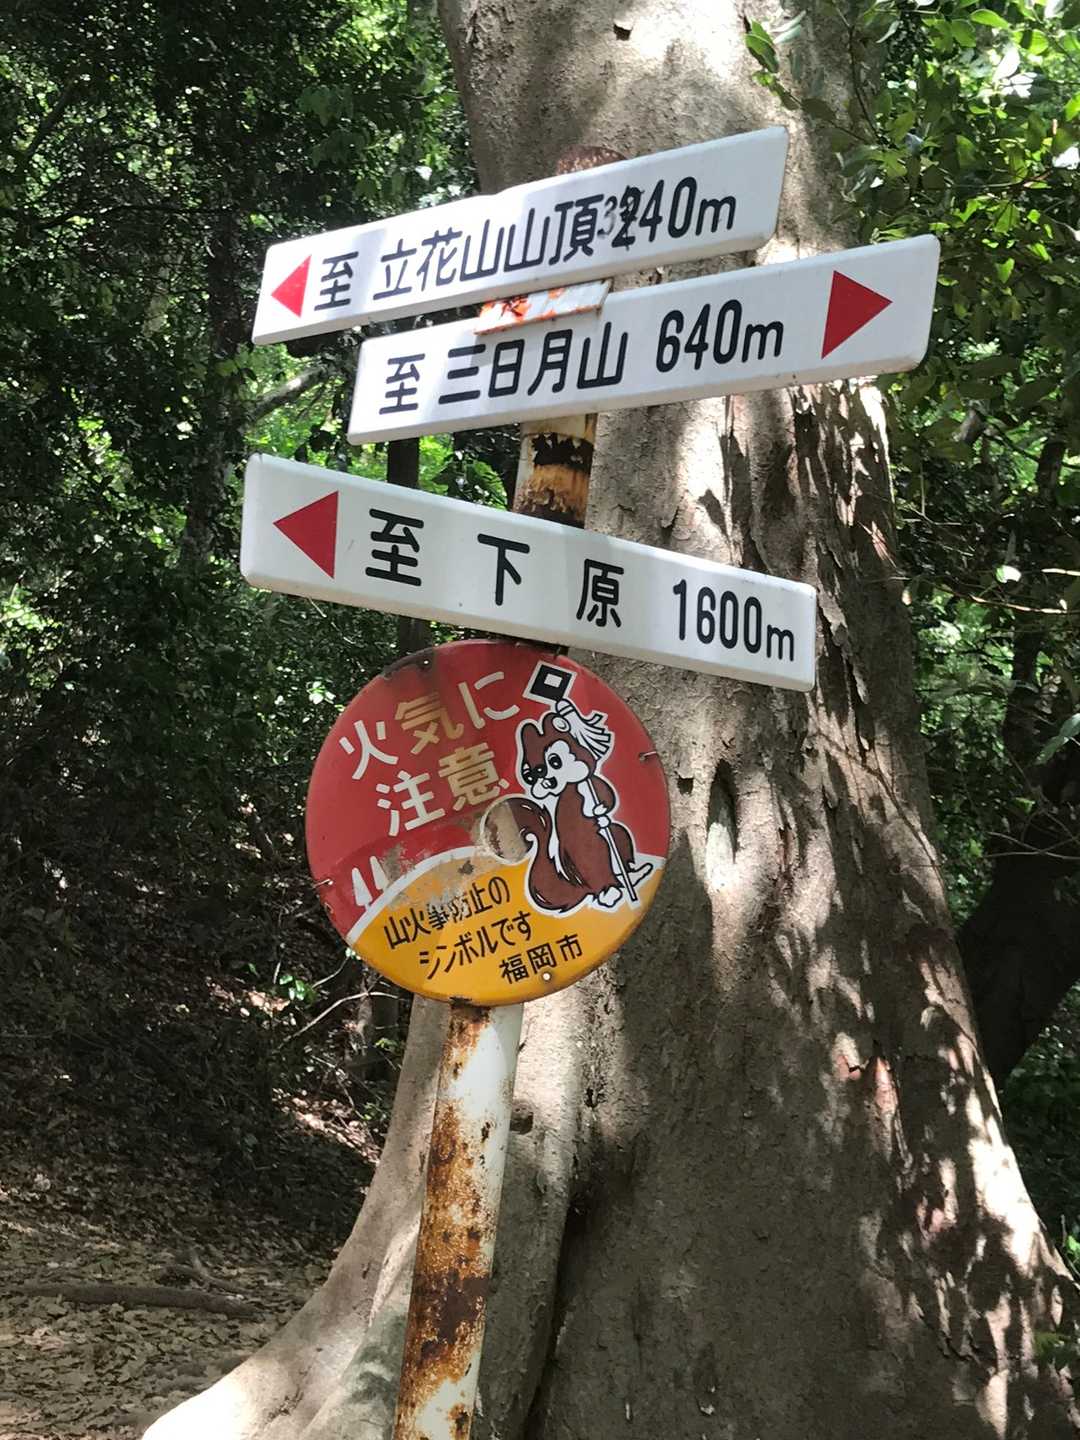 至 立花山山頂 240m
至 三日月山 640m
至 下原 1600m
火気に
注意
山火事防止の
シンボルです
福岡市